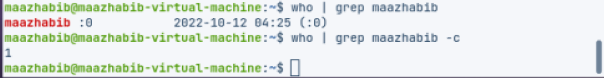 maazhabib@maazhabib-virtual-machine:~$ who | grep maazhabib
maazhabib :0           2022-10-12 04:25 (:0)
maazhabib@maazhabib-virtual-machine:~$ who | grep maazhabib -c
1
maazhabib@maazhabib-virtual-machine:~$